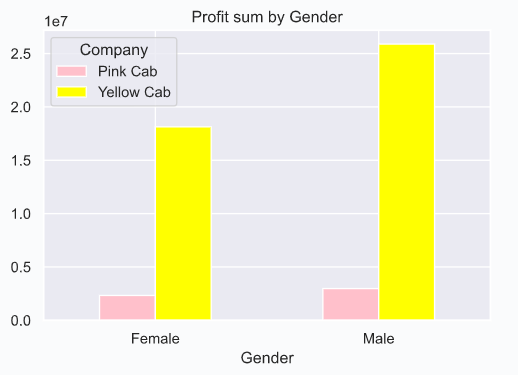 Profit sum by Gender
1e7
Company
Pink Cab
Yellow Cab
2.5
2.0
1.5
1.0
0.5
0.0
Female Male
Gender